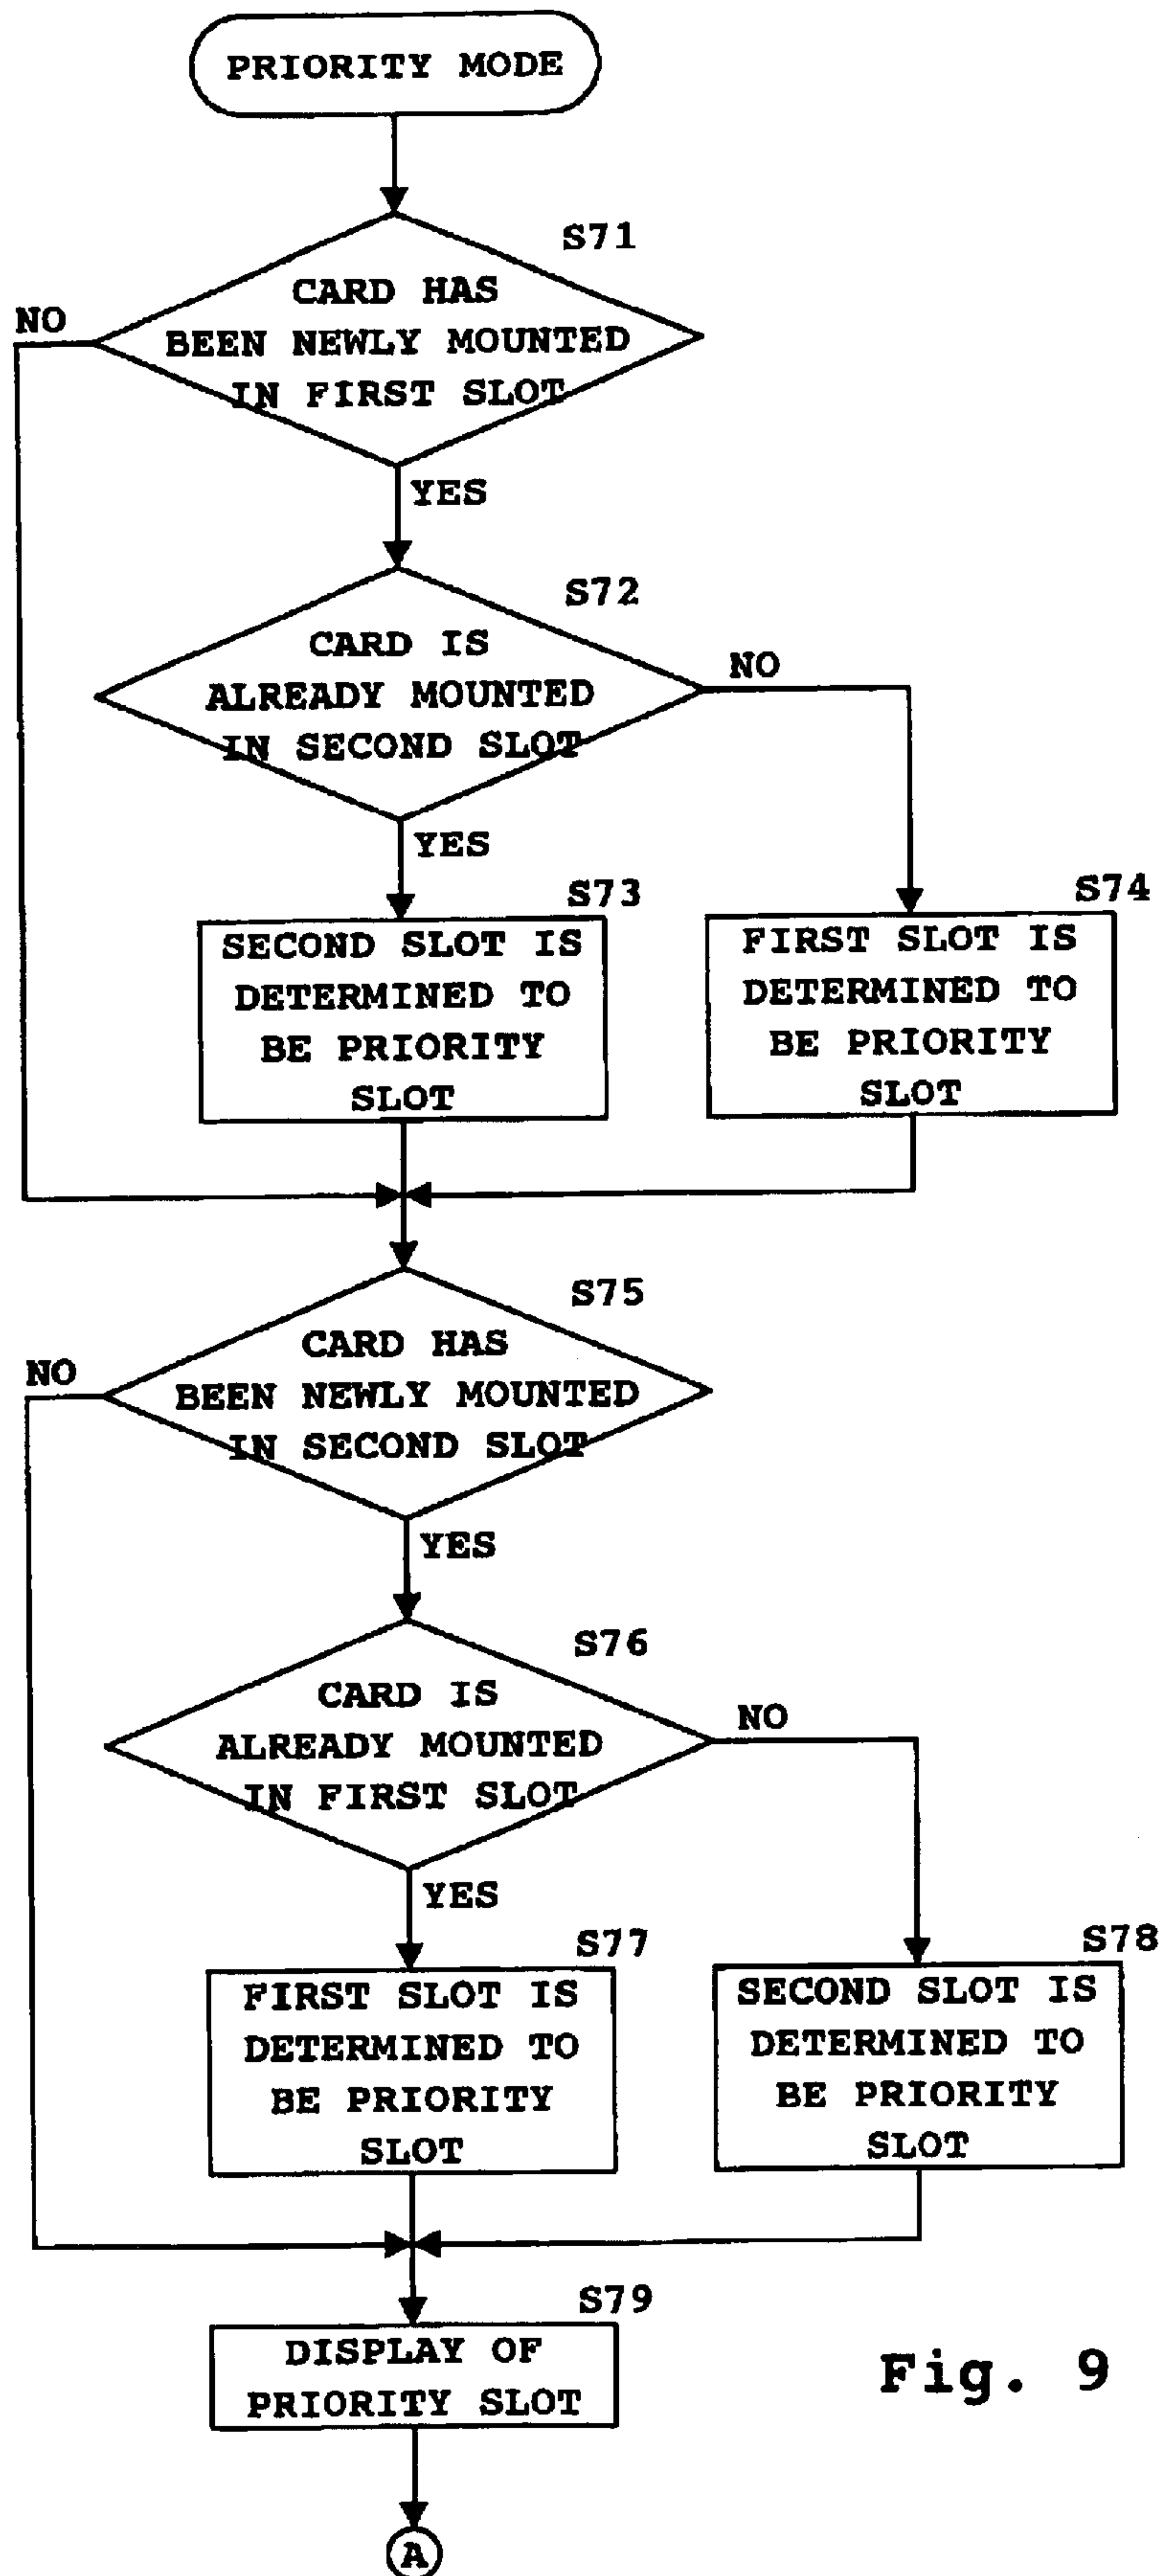 PRIORITY MODE
S71
CARD HAS
BEEN NEWLY MOUNTED
IN FIRST SLOT
NO
YES
S72
CARD IS
ALREADY MOUNTED
IN SECOND SLOT
NO
YES
S73
SECOND SLOT IS
DETERMINED TO
BE PRIORITY
SLOT
S74
FIRST SLOT IS
DETERMINED TO
BE PRIORITY
SLOT
S75
CARD HAS
BEEN NEWLY MOUNTED
IN SECOND SLOT
NO
YES
S76
CARD IS
ALREADY MOUNTED
IN FIRST SLOT
NO
YES
S77
FIRST SLOT IS
DETERMINED TO
BE PRIORITY
SLOT
S78
SECOND SLOT IS
DETERMINED TO
BE PRIORITY
SLOT
S79
DISPLAY OF
PRIORITY SLOT
A
Fig. 9